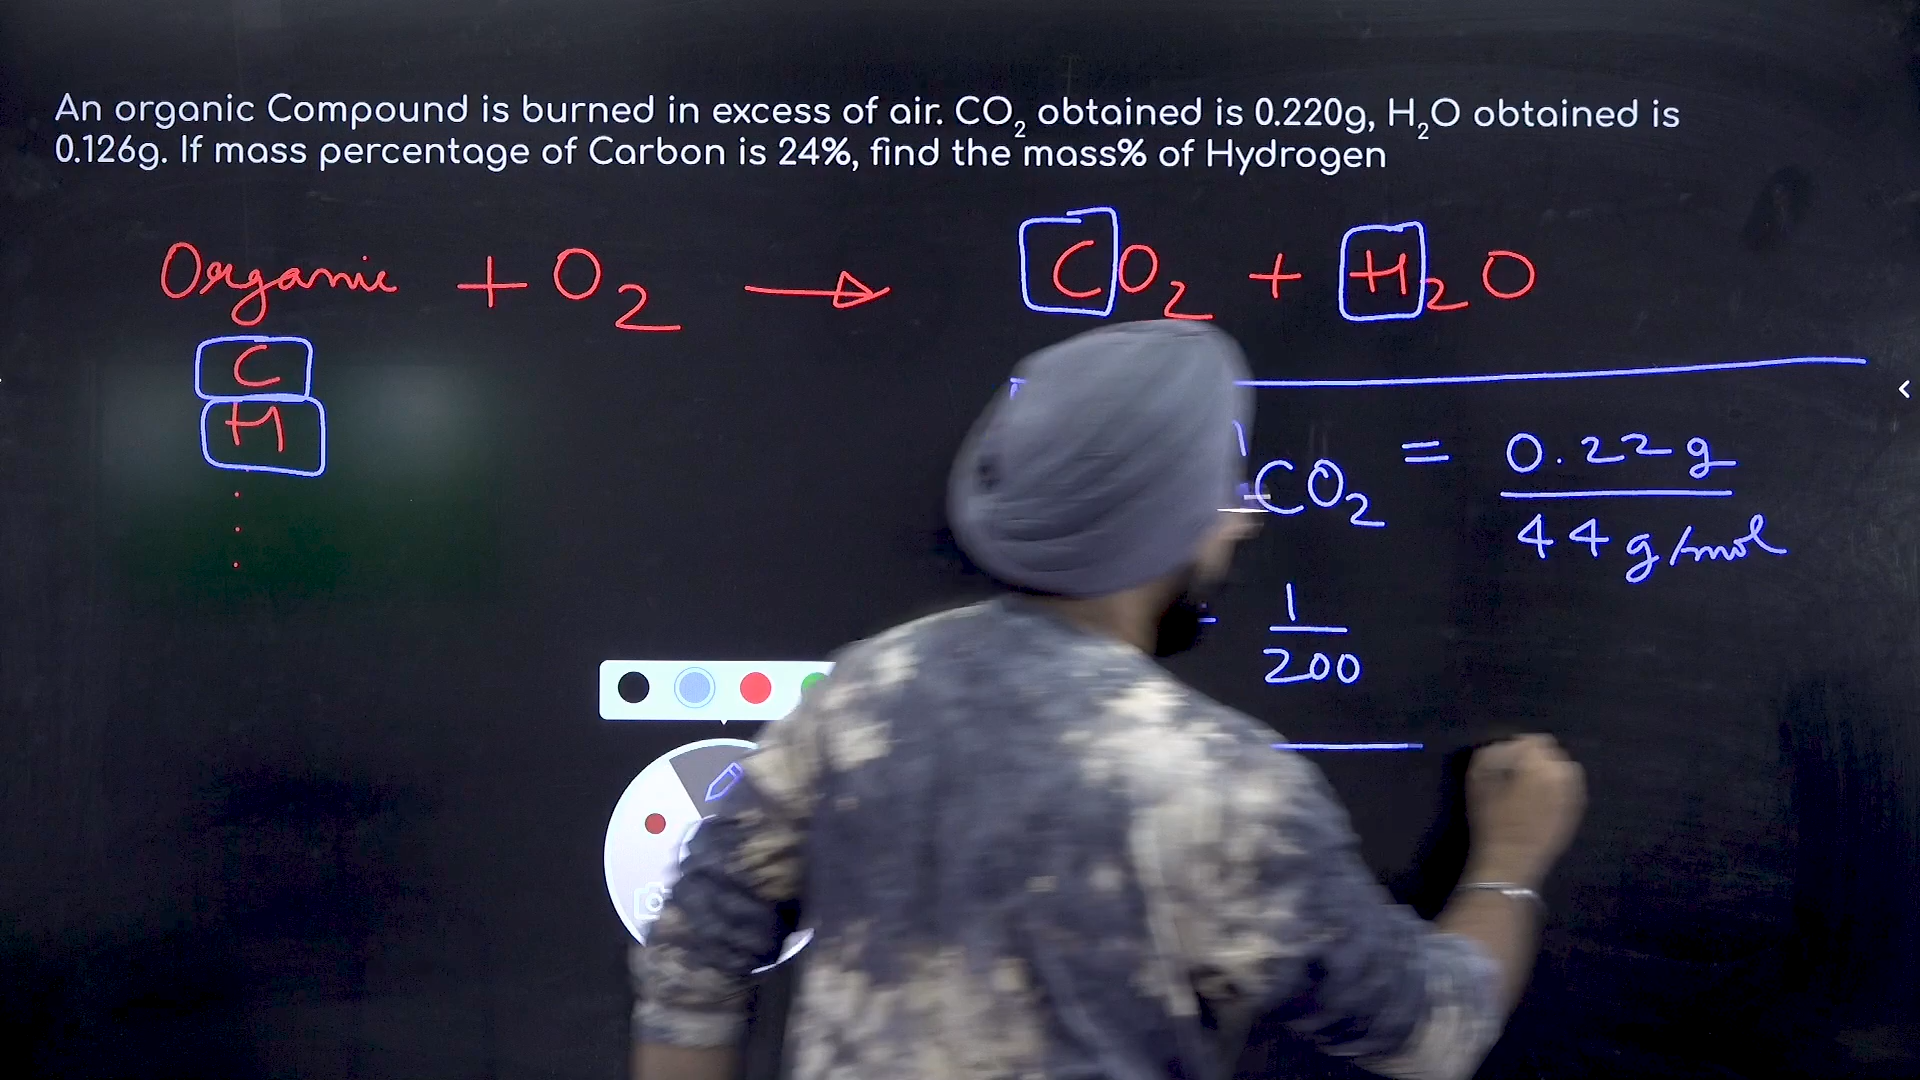 An organic Compound is burned in excess of air. CO₂ obtained is 0.220g, H₂O obtained is
0.126g. If mass percentage of Carbon is 24%, find the mass% of Hydrogen
Organic + O₂ → CO₂ + H₂O
C
H
CO₂ = 0.22g / 44 g/mol
1/200